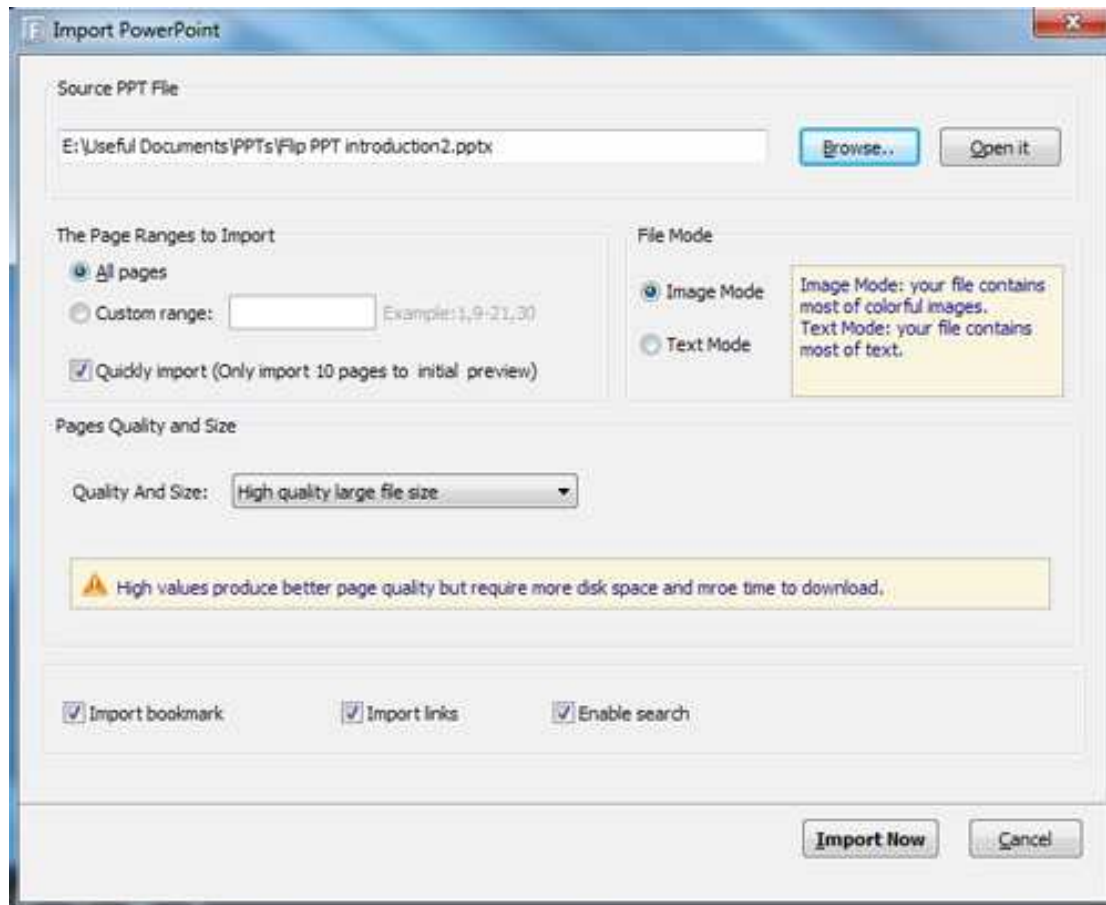 Import PowerPoint
Source PPT File
E:\Useful Documents\PPTs\Flip PPT introduction2.pptx
Browse..
Open it
The Page Ranges to Import
All pages
Custom range:
Example:1,9-21,30
Quickly import (Only import 10 pages to initial preview)
File Mode
Image Mode
Text Mode
Image Mode: your file contains
most of colorful images.
Text Mode: your file contains
most of text.
Pages Quality and Size
Quality And Size:
High quality large file size
High values produce better page quality but require more disk space and mroe time to download.
Import bookmark
Import links
Enable search
Import Now
Cancel